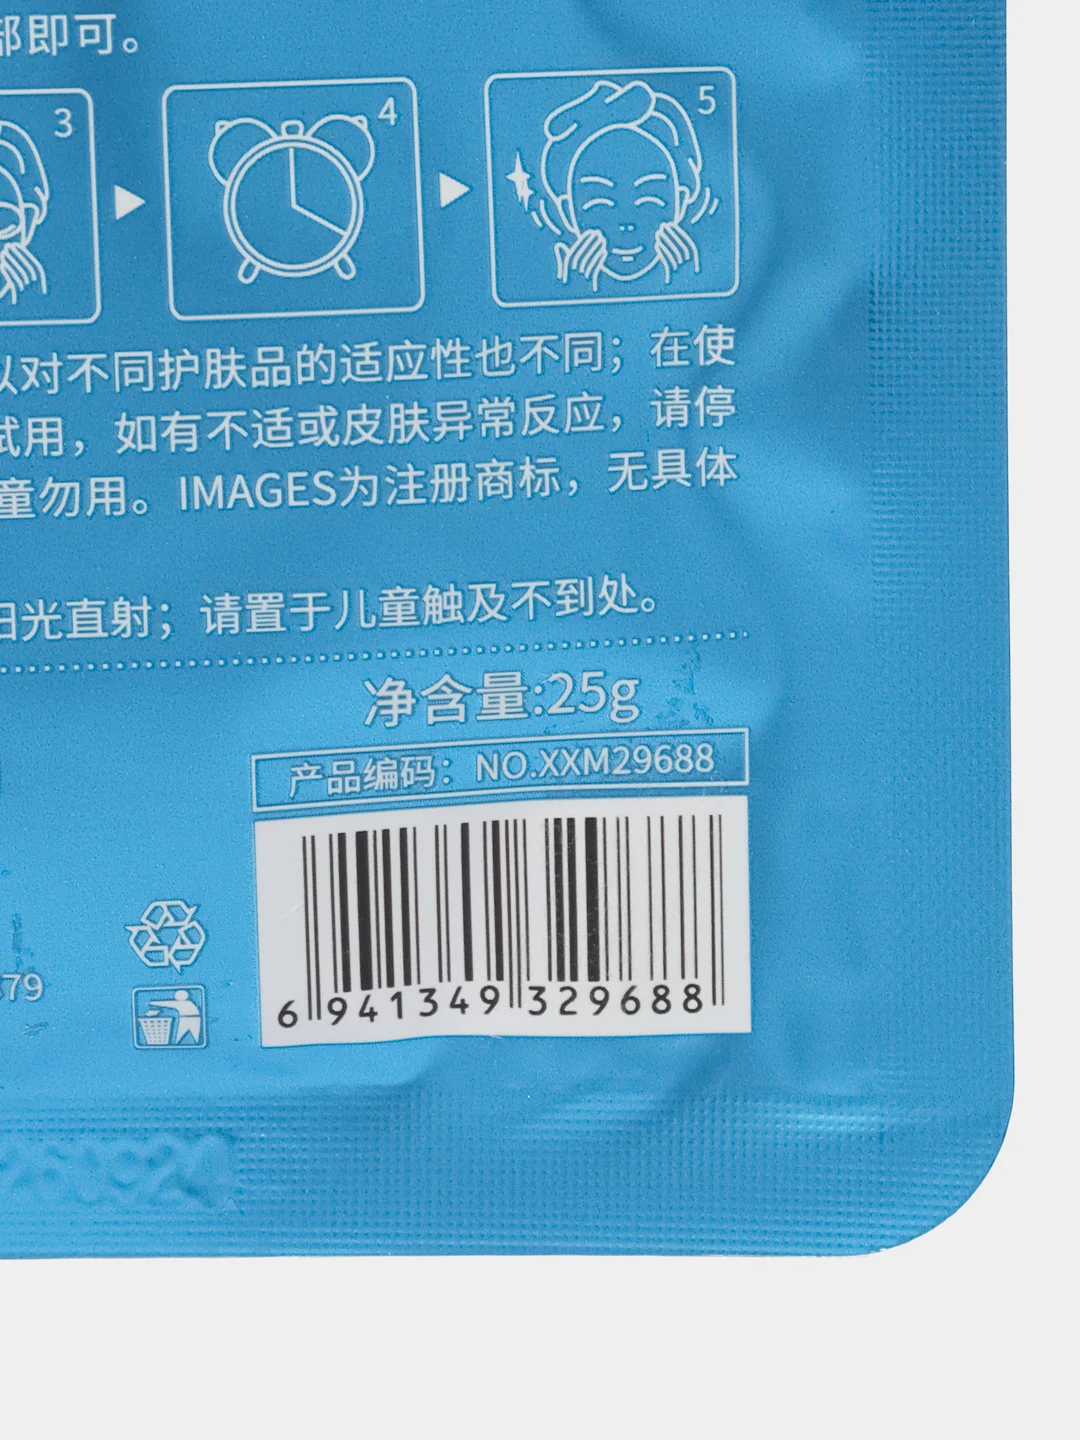 部即可。
3
4
5
以对不同护肤品的适应性也不同；在使
试用，如有不适或皮肤异常反应，请停
童勿用。IMAGES为注册商标，无具体
阳光直射；请置于儿童触及不到处。
净含量:25g
产品编码：NO.XXM29688
79
6 941349 329688